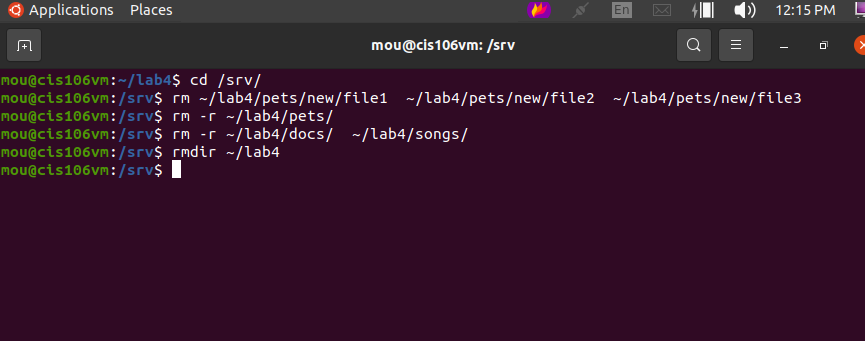 Applications Places En 12:15 PM
mou@cis106vm: /srv
mou@cis106vm:~/lab4$ cd /srv/
mou@cis106vm:/srv$ rm ~/lab4/pets/new/file1  ~/lab4/pets/new/file2  ~/lab4/pets/new/file3
mou@cis106vm:/srv$ rm -r ~/lab4/pets/
mou@cis106vm:/srv$ rm -r ~/lab4/docs/  ~/lab4/songs/
mou@cis106vm:/srv$ rmdir ~/lab4
mou@cis106vm:/srv$